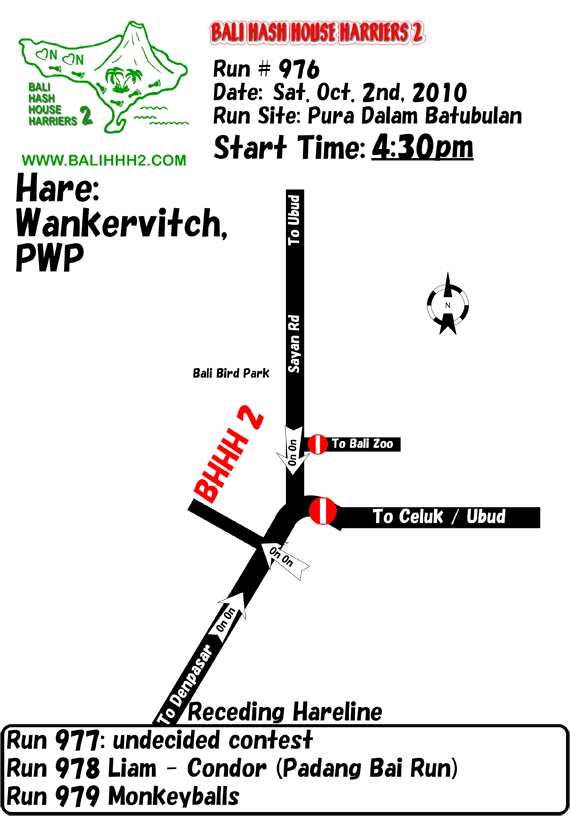 BALI HASH HOUSE HARRIERS 2
N N
BALI
HASH
HOUSE
HARRIERS 2
WWW.BALIHHH2.COM
Run # 976
Date: Sat. Oct. 2nd, 2010
Run Site: Pura Dalam Batubulan
Start Time: 4:30pm
Hare:
Wankervitch,
PWP
To Ubud
Sayan Rd
N
Bali Bird Park
BHHH 2
On On
To Bali Zoo
To Celuk / Ubud
On On
On On
To Denpasar
Receding Hareline
Run 977: undecided contest
Run 978 Liam - Condor (Padang Bai Run)
Run 979 Monkeyballs